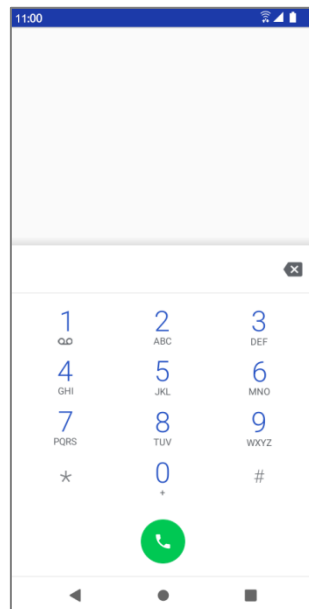 11:00
1 2 3
ABC DEF
4 5 6
GHI JKL MNO
7 8 9
PQRS TUV WXYZ
* 0 #
+